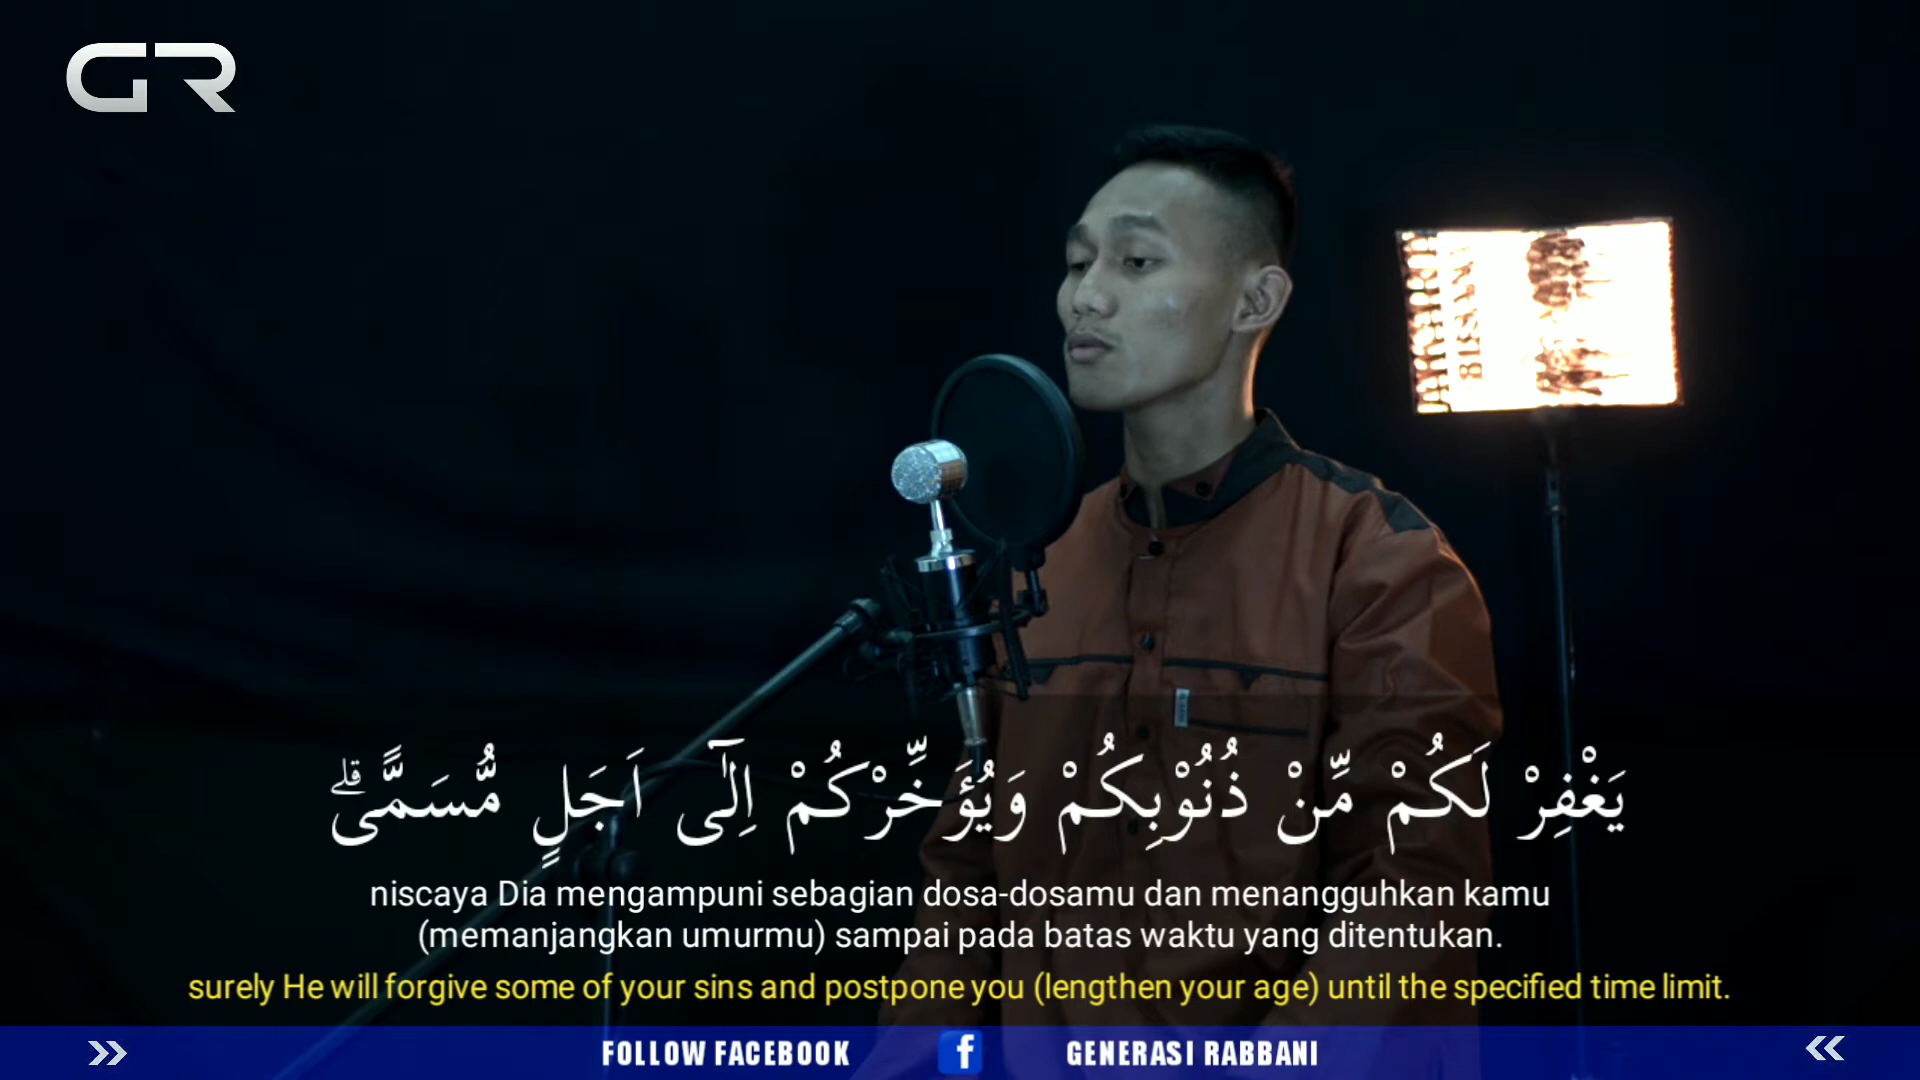 GR
BISSM
يَغْفِرْ لَكُمْ مِّنْ ذُنُوْبِكُمْ وَيُؤَخِّرْكُمْ اِلٰٓى اَجَلٍ مُّسَمًّىۗ
niscaya Dia mengampuni sebagian dosa-dosamu dan menangguhkan kamu
(memanjangkan umurmu) sampai pada batas waktu yang ditentukan.
surely He will forgive some of your sins and postpone you (lengthen your age) until the specified time limit.
FOLLOW FACEBOOK f GENERASI RABBANI